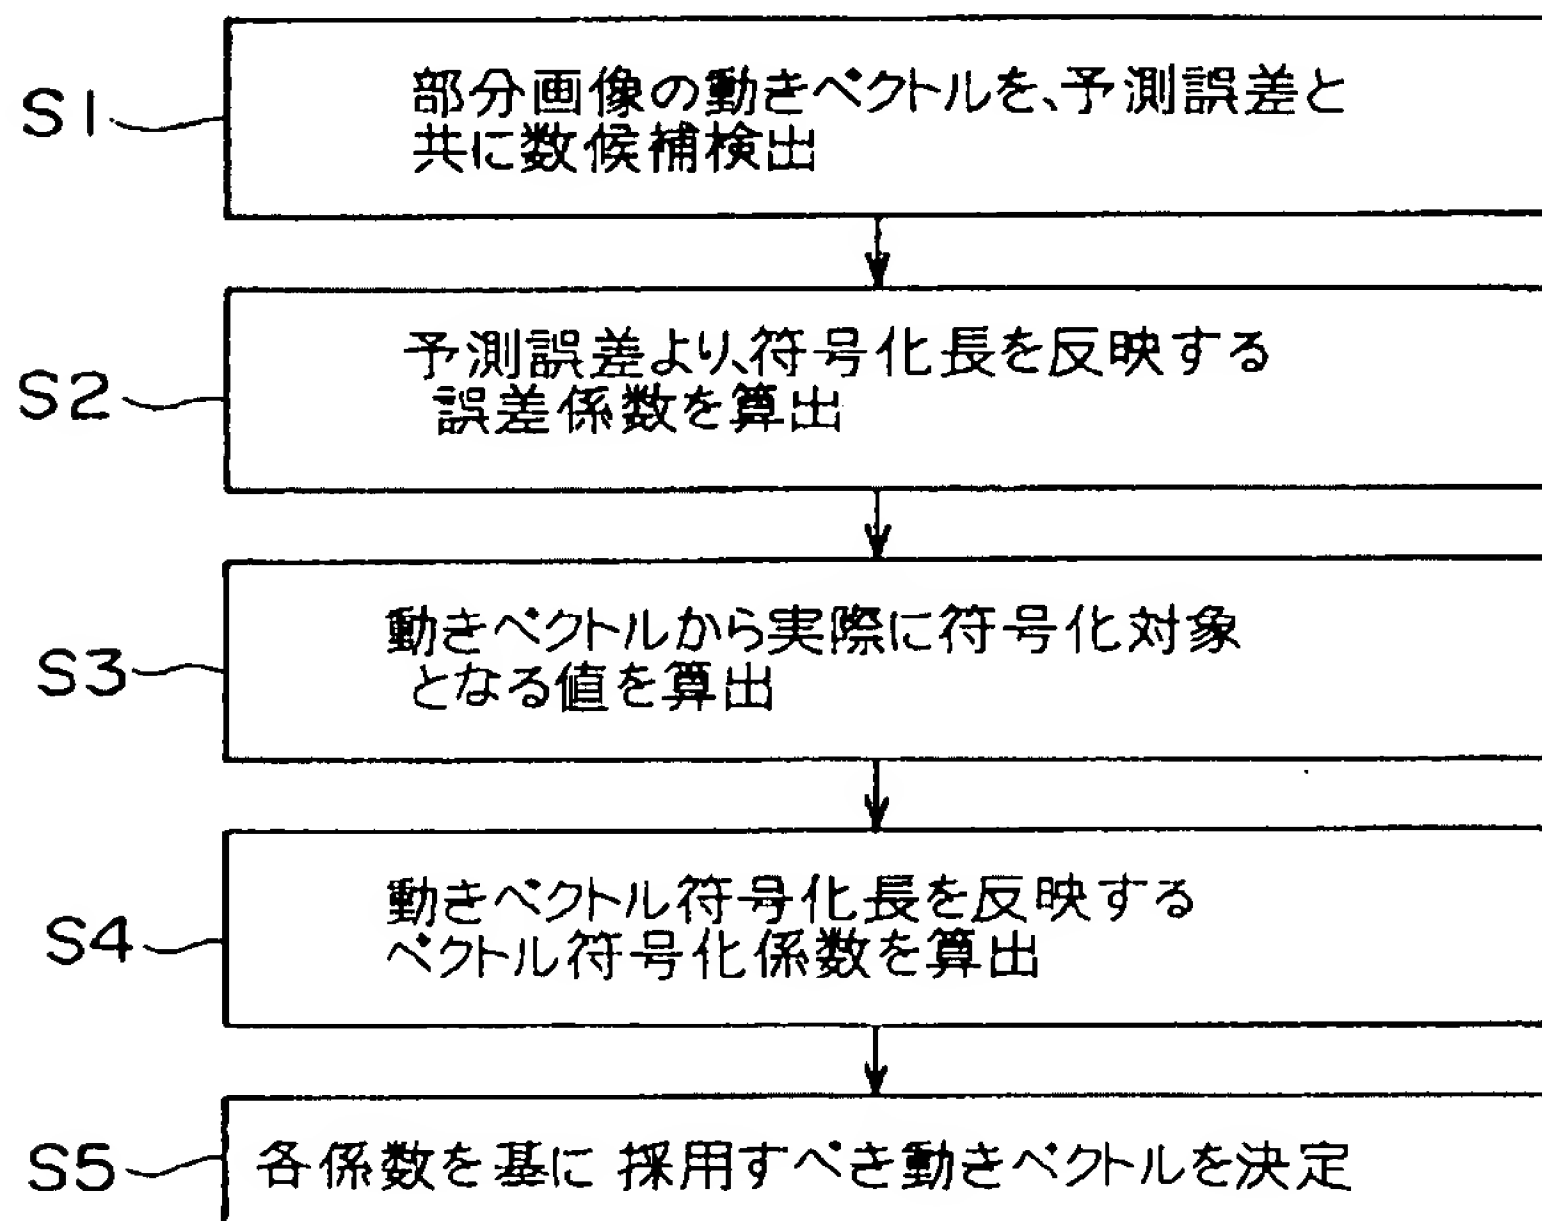 S1
部分画像の動きベクトルを、予測誤差と
共に数候補検出
S2
予測誤差より、符号化長を反映する
誤差係数を算出
S3
動きベクトルから実際に符号化対象
となる値を算出
S4
動きベクトル符号化長を反映する
ベクトル符号化係数を算出
S5
各係数を基に 採用すべき動きベクトルを決定